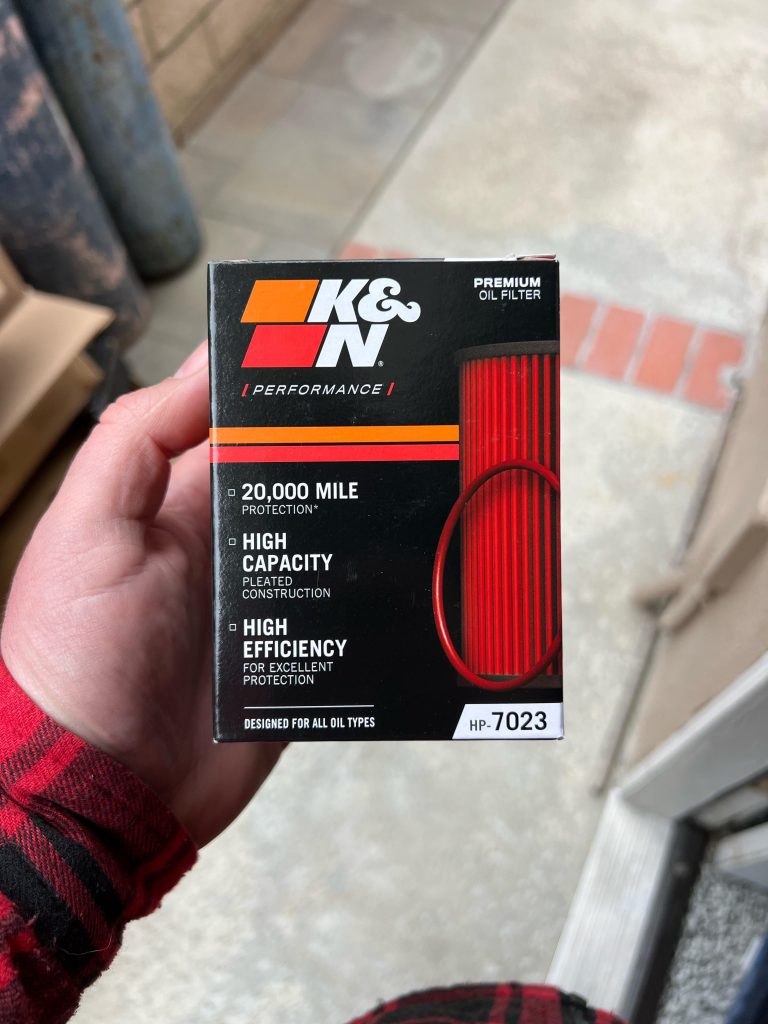 K&N®
PREMIUM
OIL FILTER
[PERFORMANCE]
20,000 MILE
PROTECTION*
HIGH
CAPACITY
PLEATED
CONSTRUCTION
HIGH
EFFICIENCY
FOR EXCELLENT
PROTECTION
DESIGNED FOR ALL OIL TYPES
HP-7023